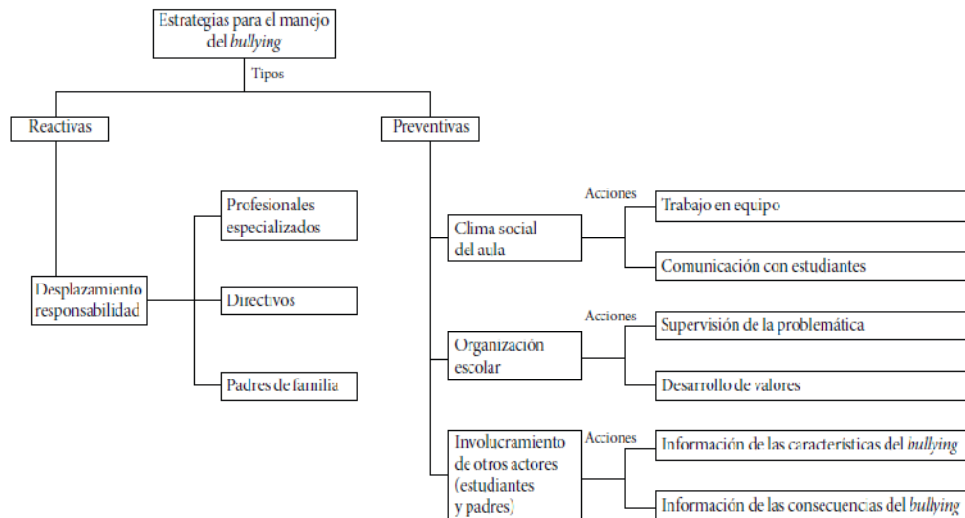 Estrategias para el manejo
del bullying
Tipos
Reactivas
Preventivas
Desplazamiento
responsabilidad
Profesionales
especializados
Directivos
Padres de familia
Clima social
del aula
Acciones
Trabajo en equipo
Comunicación con estudiantes
Organización
escolar
Acciones
Supervisión de la problemática
Desarrollo de valores
Involucramiento
de otros actores
(estudiantes
y padres)
Acciones
Información de las características del bullying
Información de las consecuencias del bullying